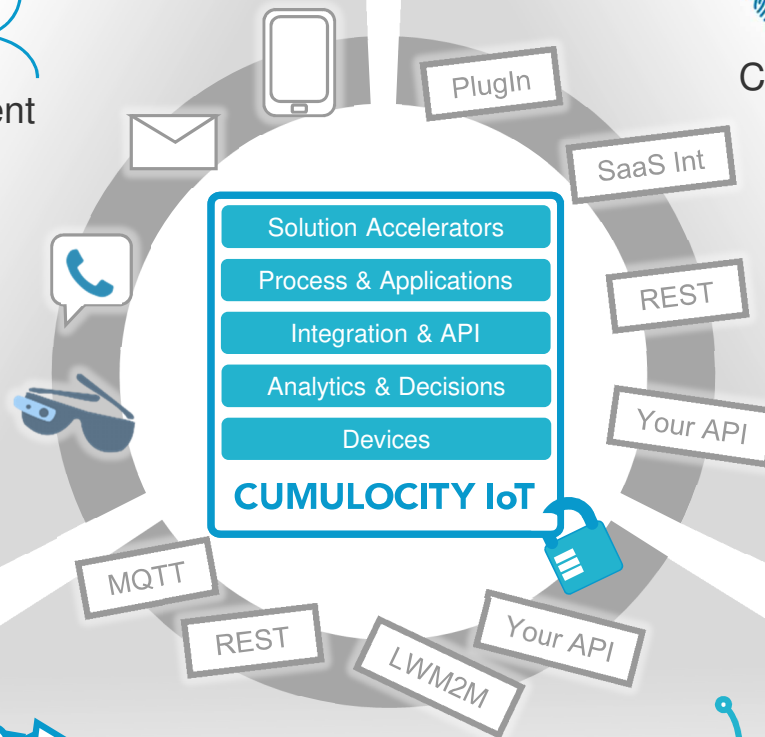 ent
C
PlugIn
SaaS Int
REST
Your API
Solution Accelerators
Process & Applications
Integration & API
Analytics & Decisions
Devices
CUMULOCITY IoT
MQTT
REST
LWM2M
Your API